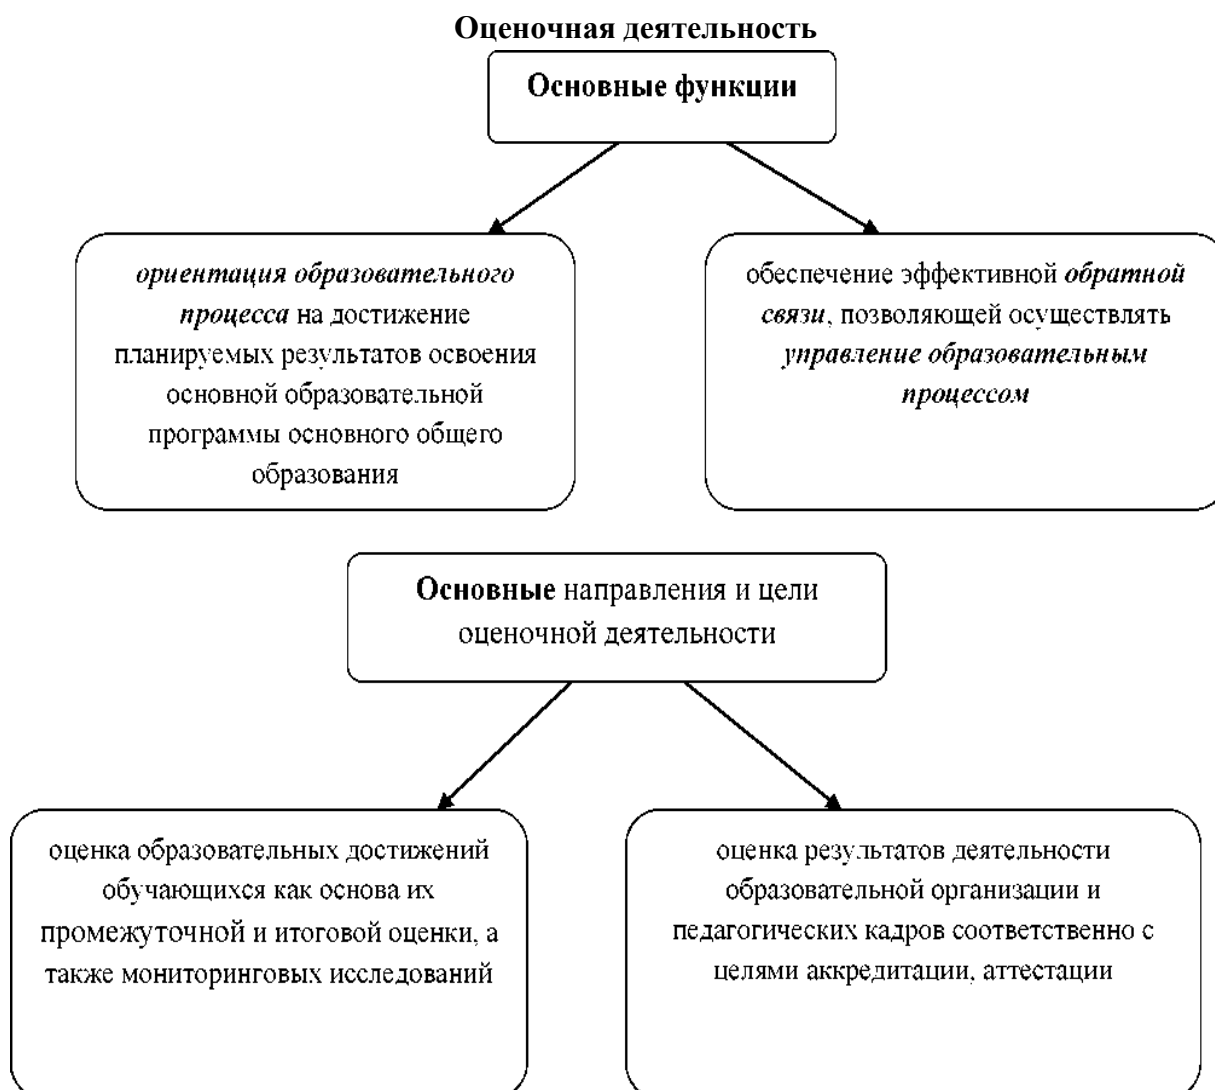 Оценочная деятельность
Основные функции
ориентация образовательного
процесса на достижение
планируемых результатов освоения
основной образовательной
программы основного общего
образования
обеспечение эффективной обратной
связи, позволяющей осуществлять
управление образовательным
процессом
Основные направления и цели
оценочной деятельности
оценка образовательных достижений
обучающихся как основа их
промежуточной и итоговой оценки, а
также мониторинговых исследований
оценка результатов деятельности
образовательной организации и
педагогических кадров соответственно с
целями аккредитации, аттестации